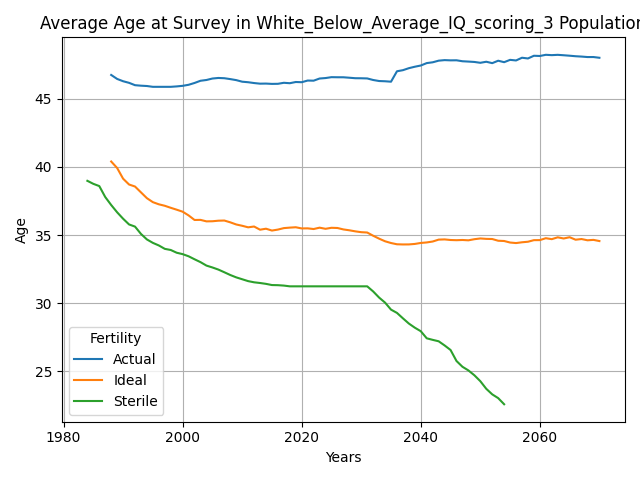 Average Age at Survey in White_Below_Average_IQ_scoring_3 Population
Age
45
40
35
30
25
Fertility
Actual
Ideal
Sterile
1980
2000
2020
2040
2060
Years